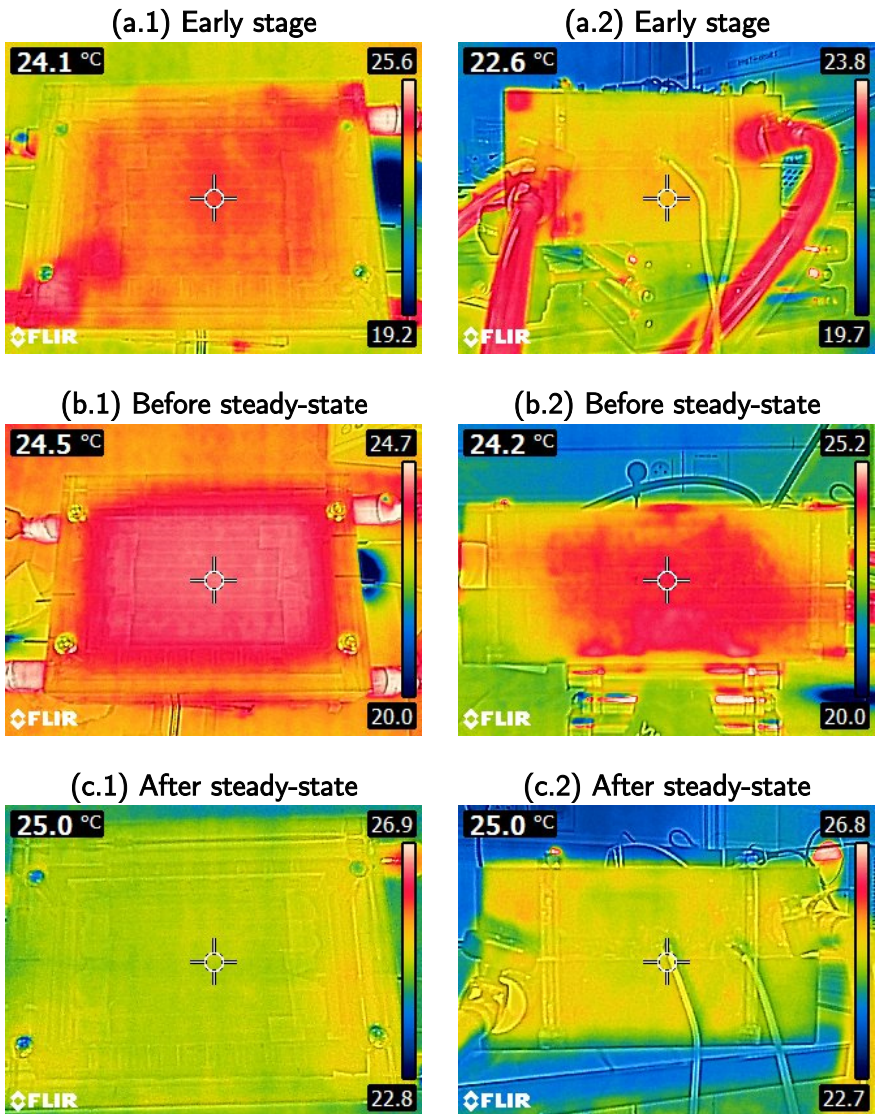 (a.1) Early stage
(a.2) Early stage
24.1 °C
25.6
22.6 °C
23.8
FLIR
19.2
FLIR
19.7
(b.1) Before steady-state
(b.2) Before steady-state
24.5 °C
24.7
24.2 °C
25.2
FLIR
20.0
FLIR
20.0
(c.1) After steady-state
(c.2) After steady-state
25.0 °C
26.9
25.0 °C
26.8
FLIR
22.8
FLIR
22.7